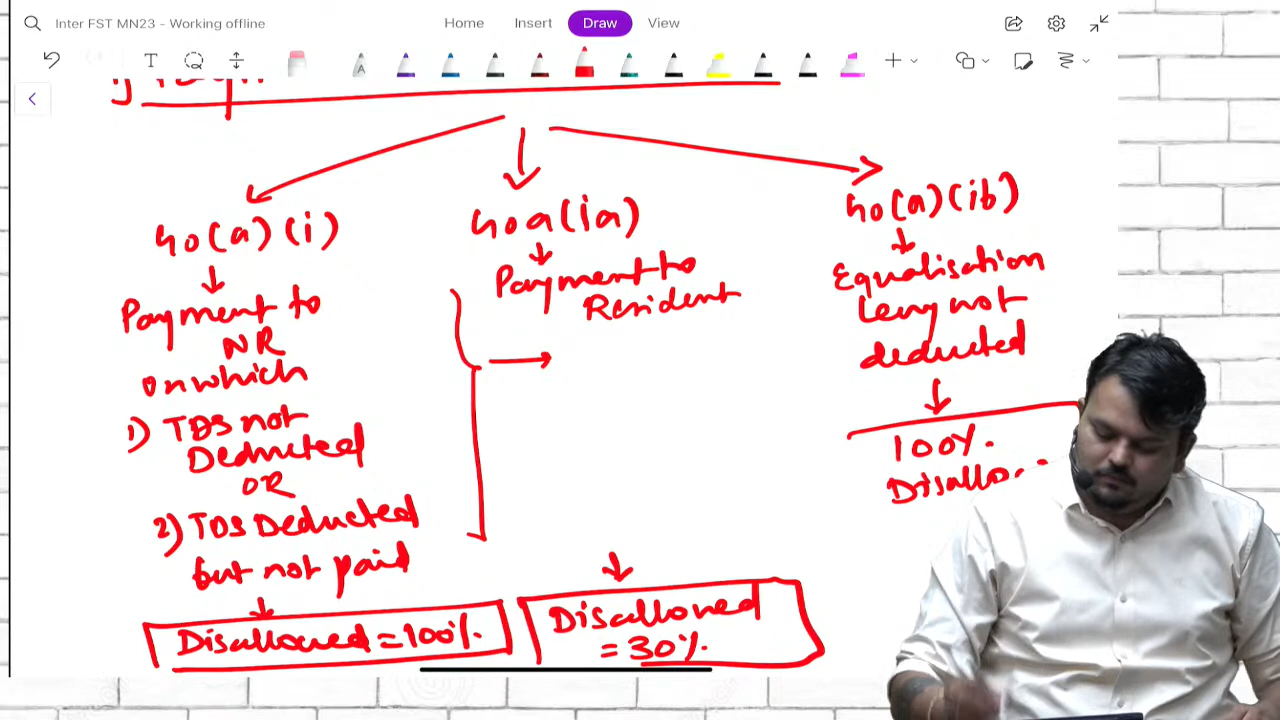 Inter FST MN23 - Working offline
Home
Insert
Draw
View
40(a)(i)
Payment to
NR
on which
1) TDS not
Deducted
OR
2) TDS Deducted
but not paid
Disallowed = 100%.
40a(ia)
Payment to
Resident
Disallowed
= 30%.
40(a)(ib)
Equalisation
levy not
deducted
100%.